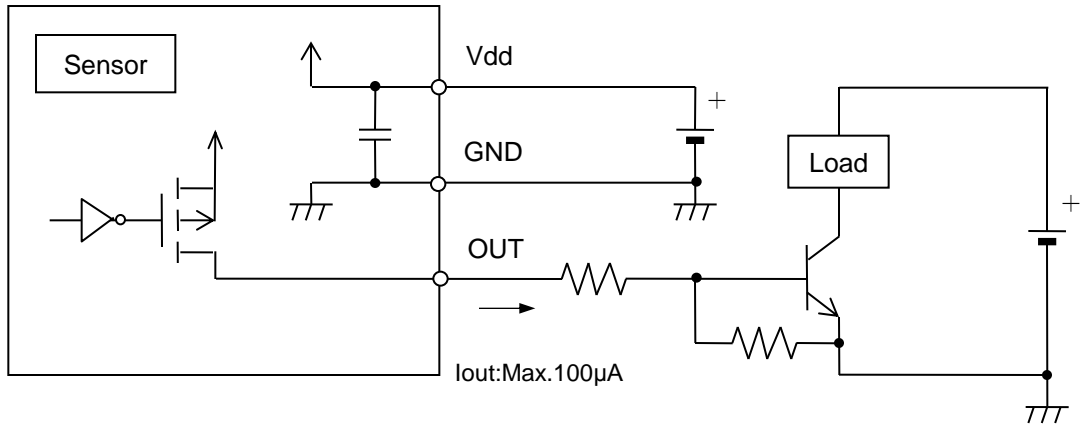 Sensor
Vdd
+
GND
Load
+
OUT
Iout:Max.100µA